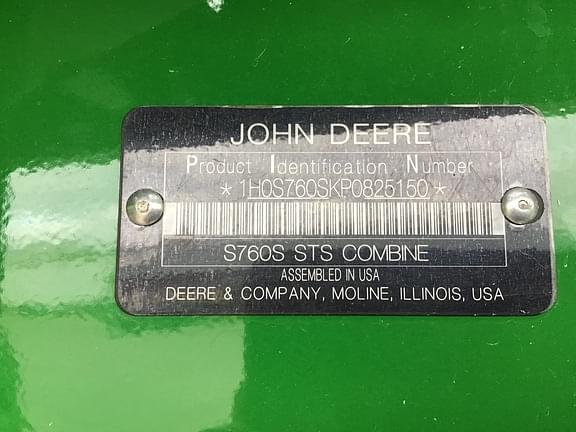 JOHN DEERE
Product Identification Number
*1H0S760SKP0825150*
S760S STS COMBINE
ASSEMBLED IN USA
DEERE & COMPANY, MOLINE, ILLINOIS, USA